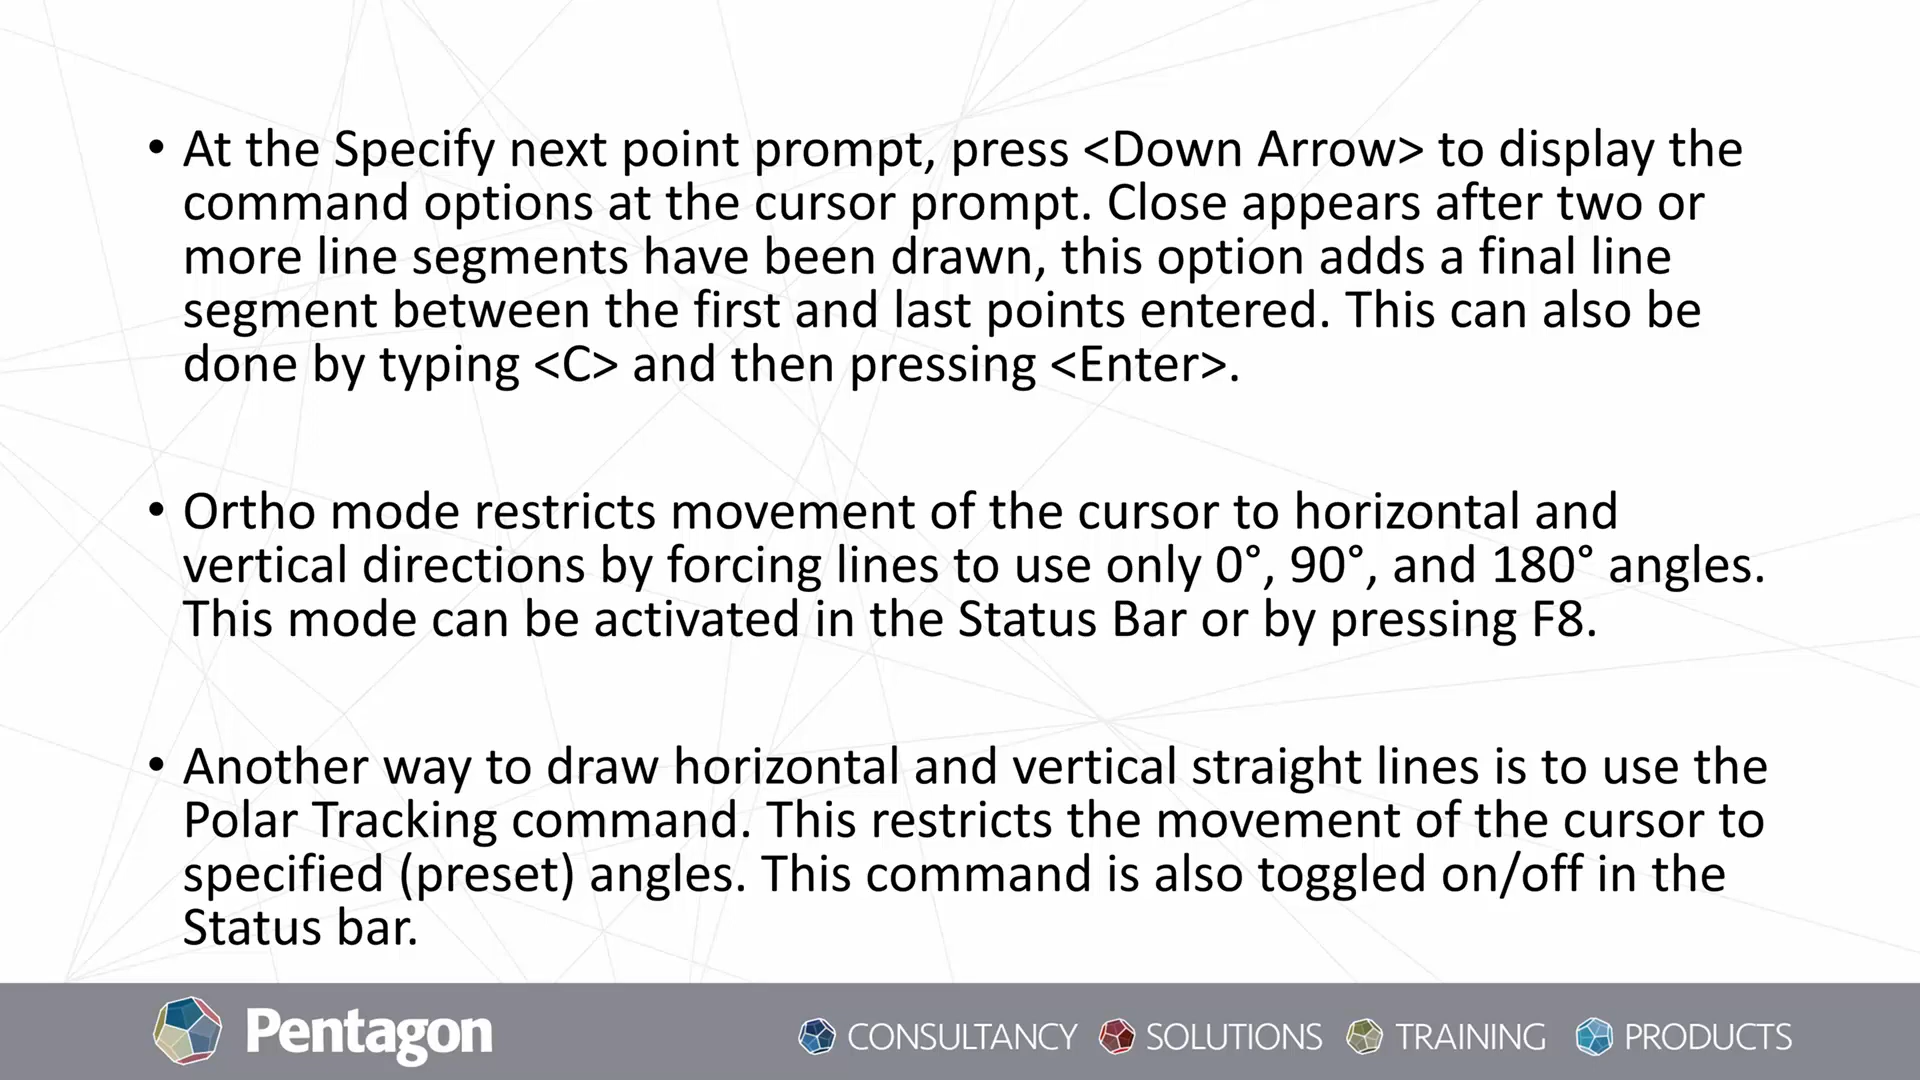 • At the Specify next point prompt, press <Down Arrow> to display the
command options at the cursor prompt. Close appears after two or
more line segments have been drawn, this option adds a final line
segment between the first and last points entered. This can also be
done by typing <C> and then pressing <Enter>.
• Ortho mode restricts movement of the cursor to horizontal and
vertical directions by forcing lines to use only 0°, 90°, and 180° angles.
This mode can be activated in the Status Bar or by pressing F8.
• Another way to draw horizontal and vertical straight lines is to use the
Polar Tracking command. This restricts the movement of the cursor to
specified (preset) angles. This command is also toggled on/off in the
Status bar.
Pentagon CONSULTANCY SOLUTIONS TRAINING PRODUCTS